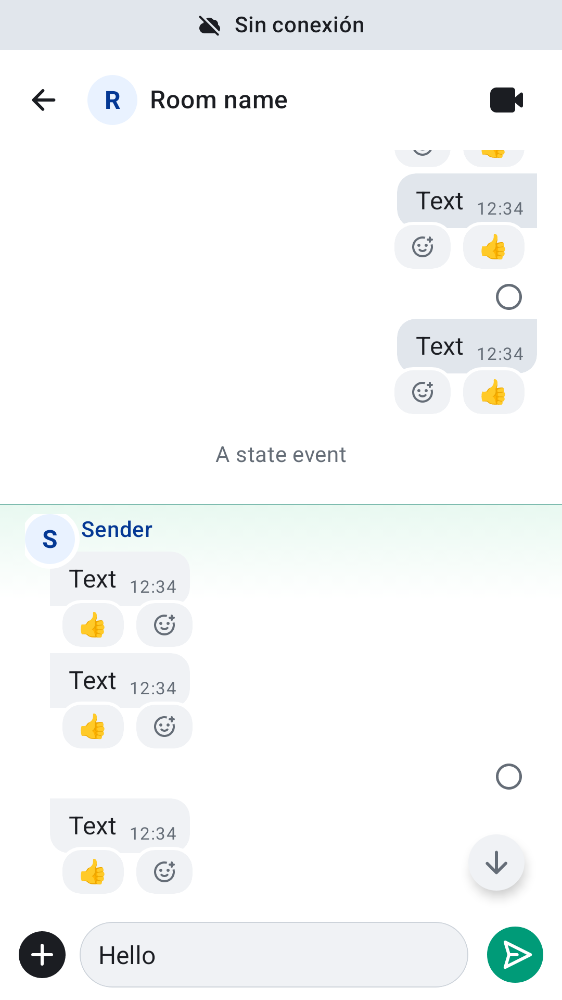 Sin conexión
R Room name
Text 12:34
Text 12:34
A state event
S Sender
Text 12:34
Text 12:34
Text 12:34
Hello